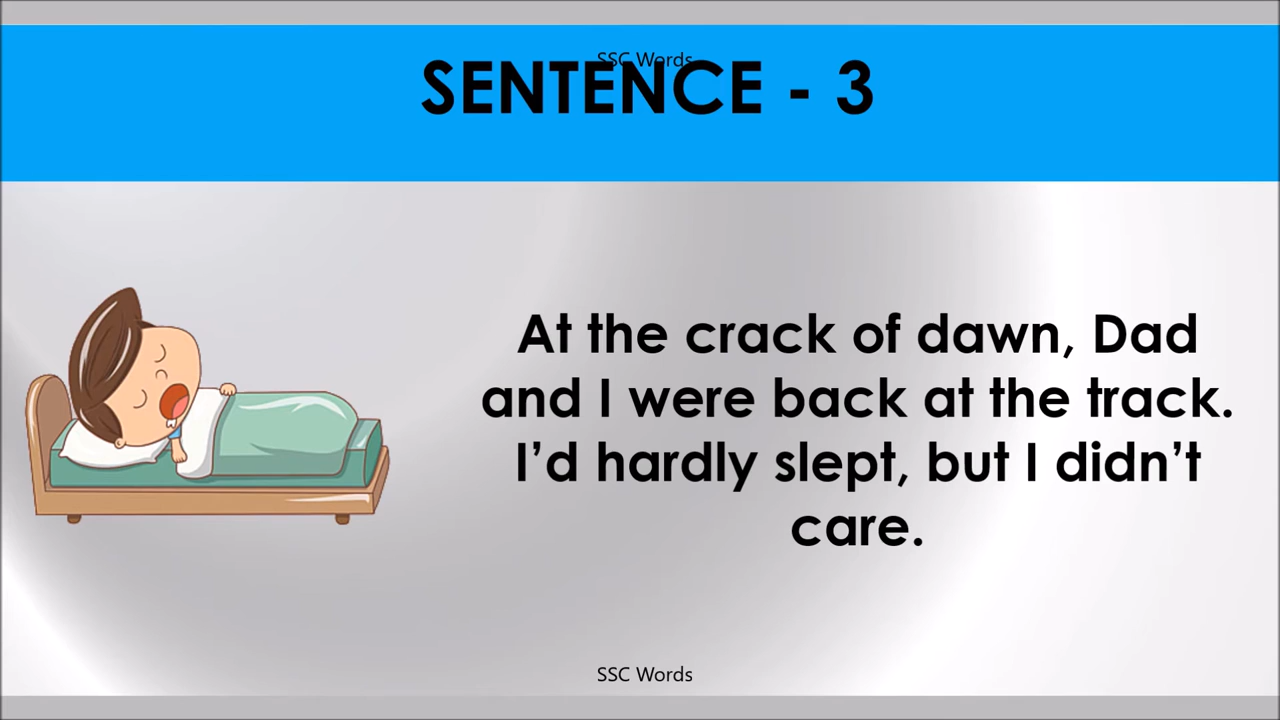 SSC Words
SENTENCE - 3
At the crack of dawn, Dad
and I were back at the track.
I’d hardly slept, but I didn’t
care.
SSC Words